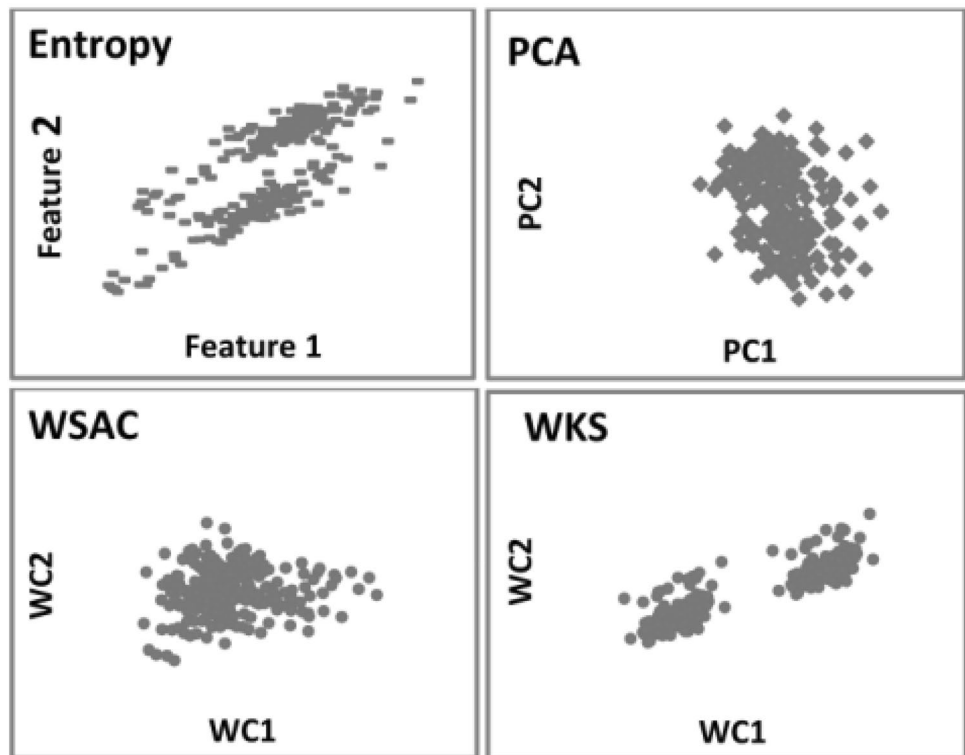 Entropy
Feature 2
Feature 1
PCA
PC2
PC1
WSAC
WC2
WC1
WKS
WC2
WC1